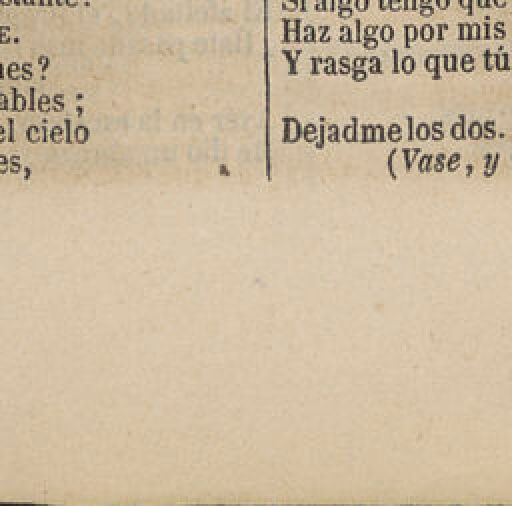 E.
nes?
ables ;
el cielo
es,
Si algo tengo que
Haz algo por mis
Y rasga lo que tú
Dejadme los dos.
(Vase, y